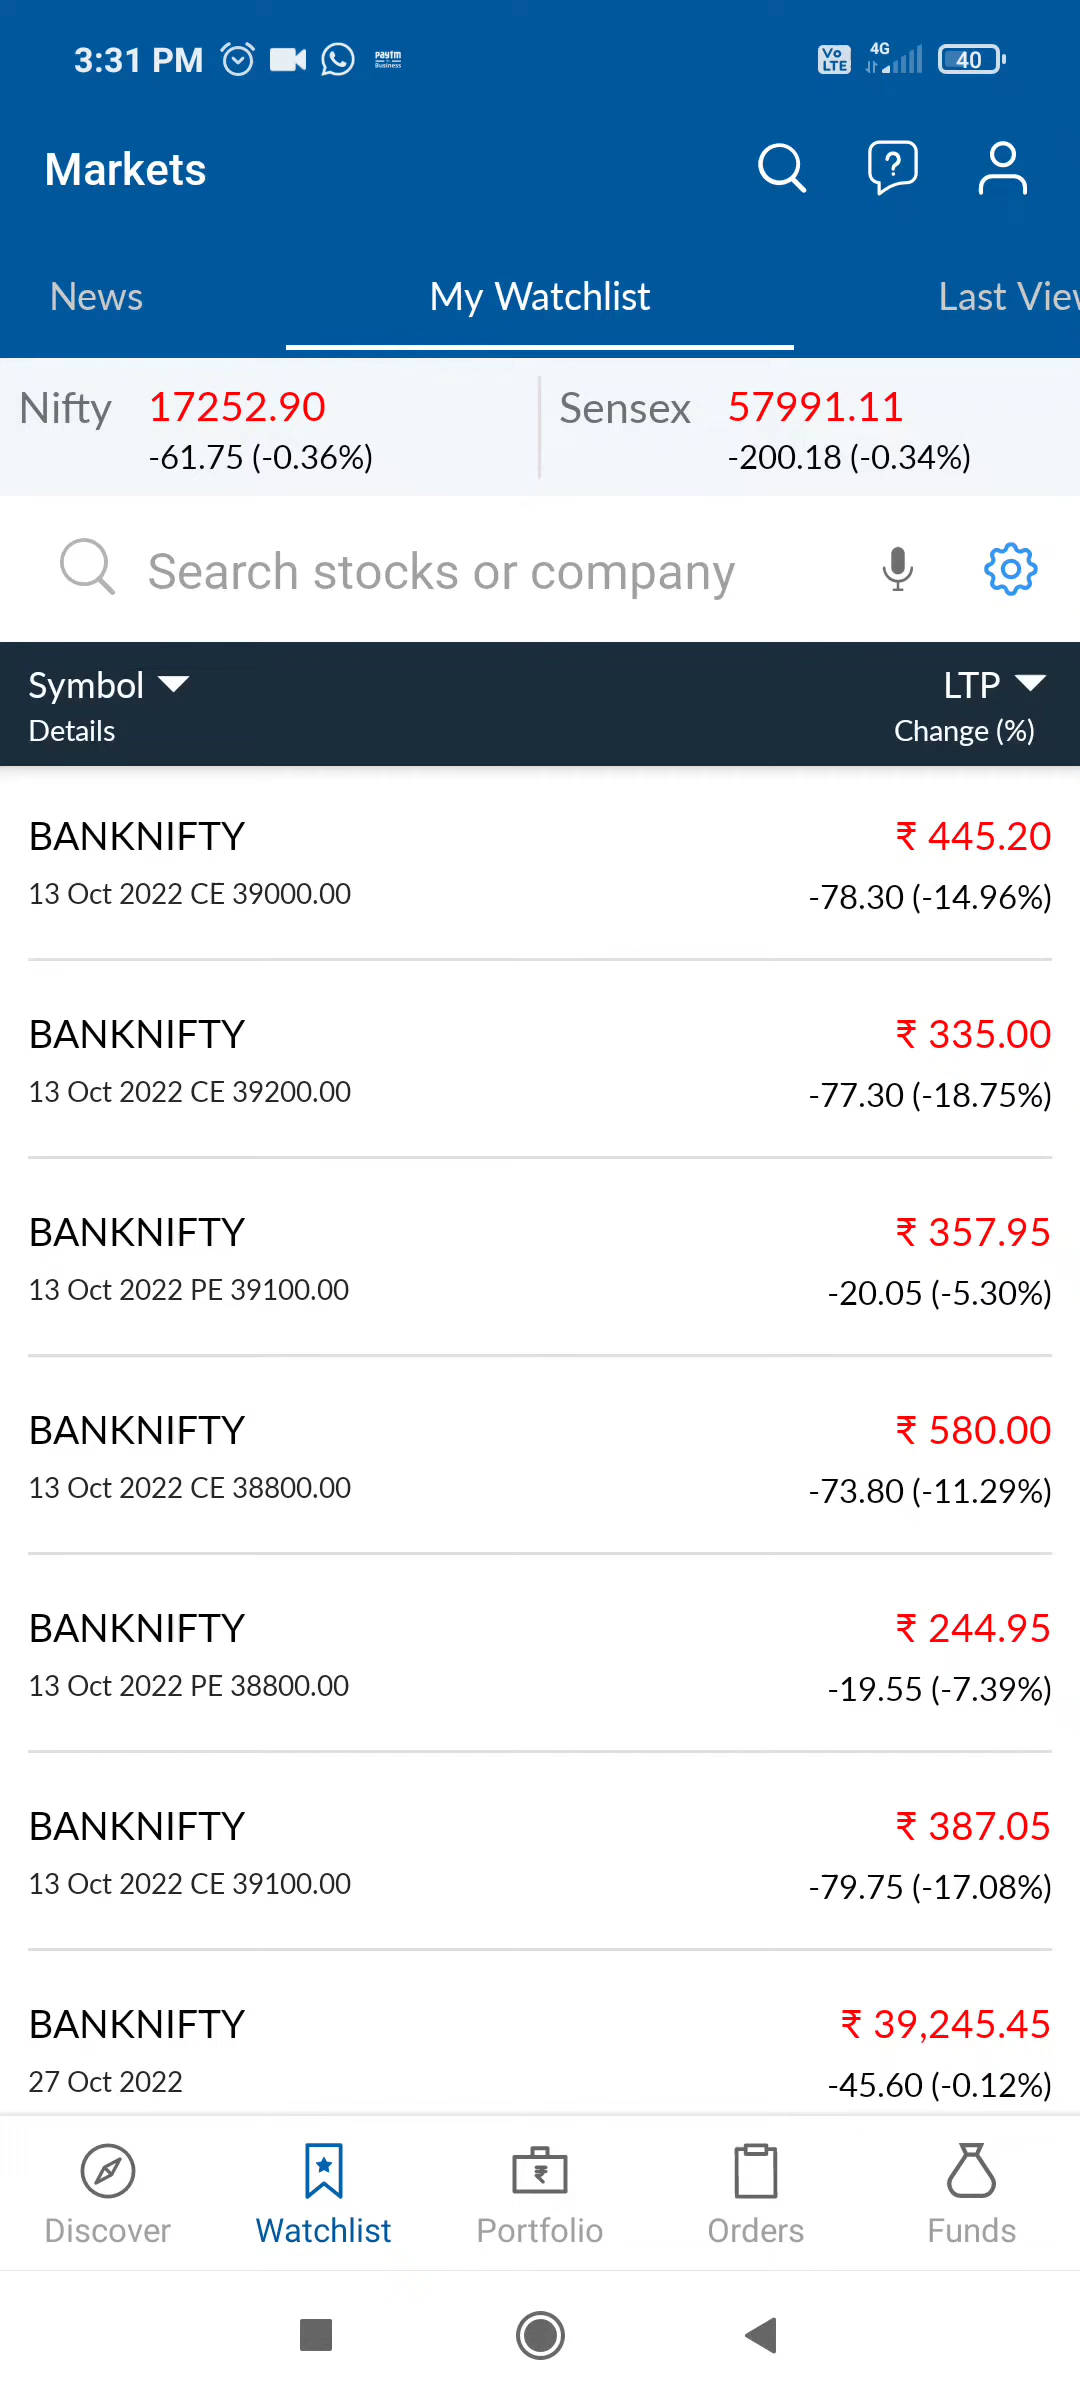 3:31 PM paytm Business Vo LTE 4G 40
Markets
News My Watchlist Last View
Nifty 17252.90 Sensex 57991.11
-61.75 (-0.36%) -200.18 (-0.34%)
Search stocks or company
Symbol LTP
Details Change (%)
BANKNIFTY ₹ 445.20
13 Oct 2022 CE 39000.00 -78.30 (-14.96%)
BANKNIFTY ₹ 335.00
13 Oct 2022 CE 39200.00 -77.30 (-18.75%)
BANKNIFTY ₹ 357.95
13 Oct 2022 PE 39100.00 -20.05 (-5.30%)
BANKNIFTY ₹ 580.00
13 Oct 2022 CE 38800.00 -73.80 (-11.29%)
BANKNIFTY ₹ 244.95
13 Oct 2022 PE 38800.00 -19.55 (-7.39%)
BANKNIFTY ₹ 387.05
13 Oct 2022 CE 39100.00 -79.75 (-17.08%)
BANKNIFTY ₹ 39,245.45
27 Oct 2022 -45.60 (-0.12%)
Discover Watchlist Portfolio Orders Funds